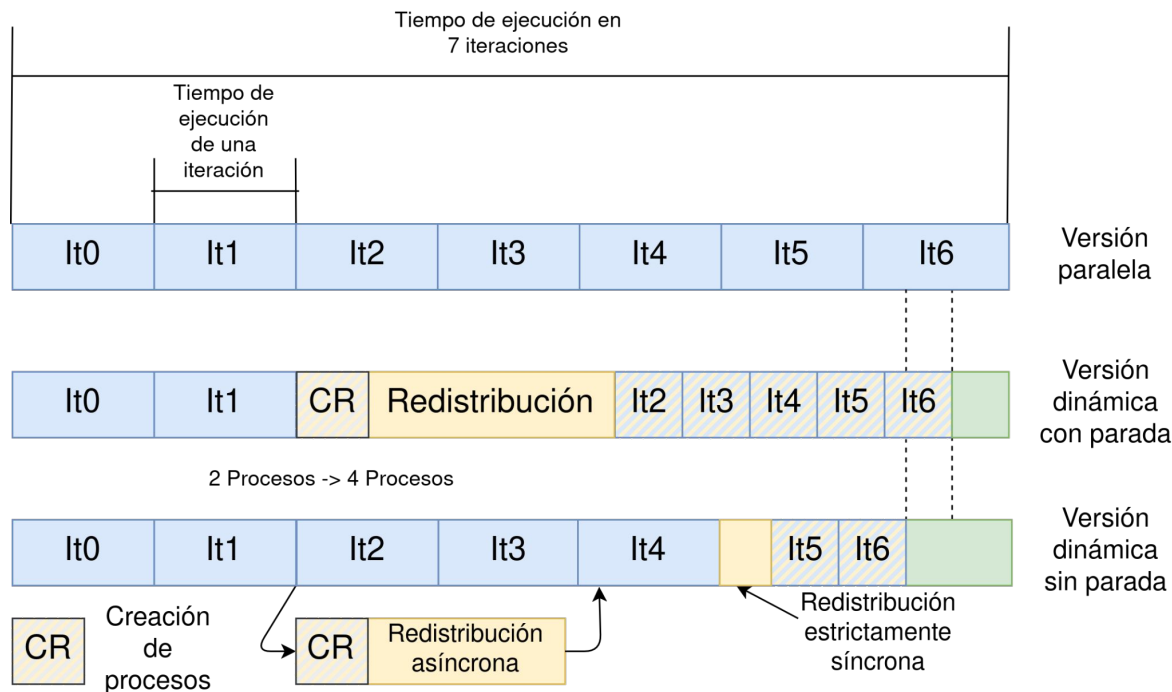 Tiempo de ejecución en
7 iteraciones
Tiempo de
ejecución
de una
iteración
It0 It1 It2 It3 It4 It5 It6
Versión
paralela
It0 It1 CR Redistribución It2 It3 It4 It5 It6
Versión
dinámica
con parada
2 Procesos -> 4 Procesos
It0 It1 It2 It3 It4 It5 It6
Versión
dinámica
sin parada
CR
Creación
de
procesos
CR
Redistribución
asíncrona
Redistribución
estrictamente
síncrona